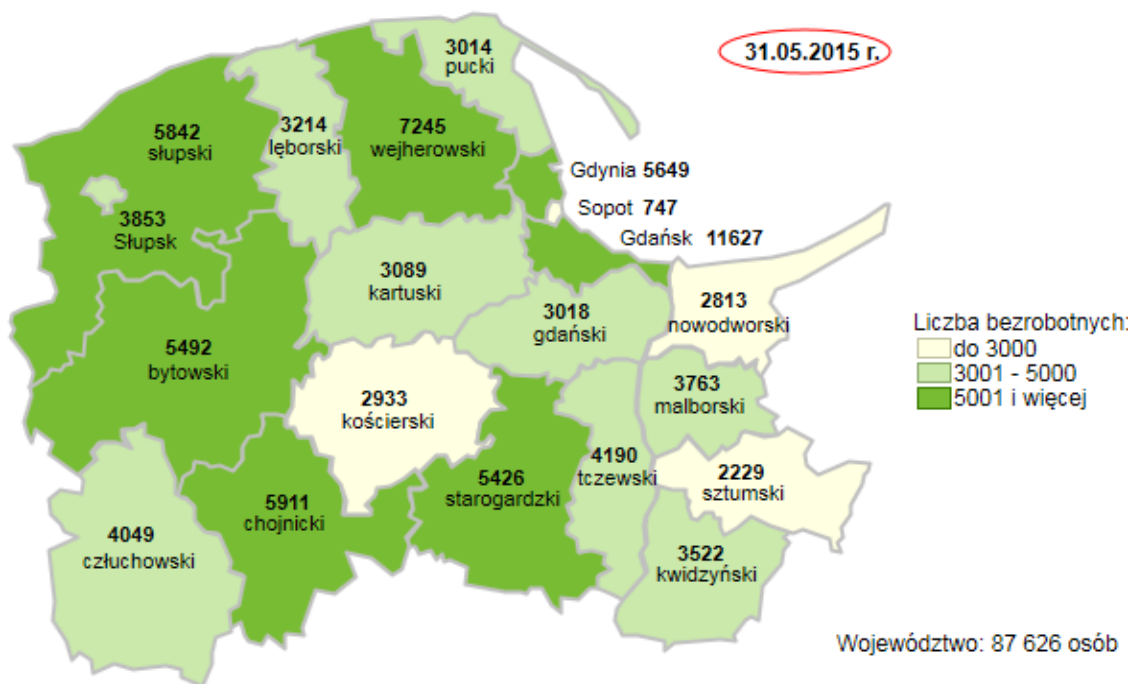 31.05.2015 r.
3014
pucki
5842
słupski
3214
lęborski
7245
wejherowski
Gdynia 5649
3853
Słupsk
Sopot 747
Gdańsk 11627
3089
kartuski
3018
gdański
2813
nowodworski
5492
bytowski
2933
kościerski
3763
malborski
4190
tczewski
2229
sztumski
5426
starogardzki
5911
chojnicki
4049
człuchowski
3522
kwidzyński
Liczba bezrobotnych:
do 3000
3001 - 5000
5001 i więcej
Województwo: 87 626 osób